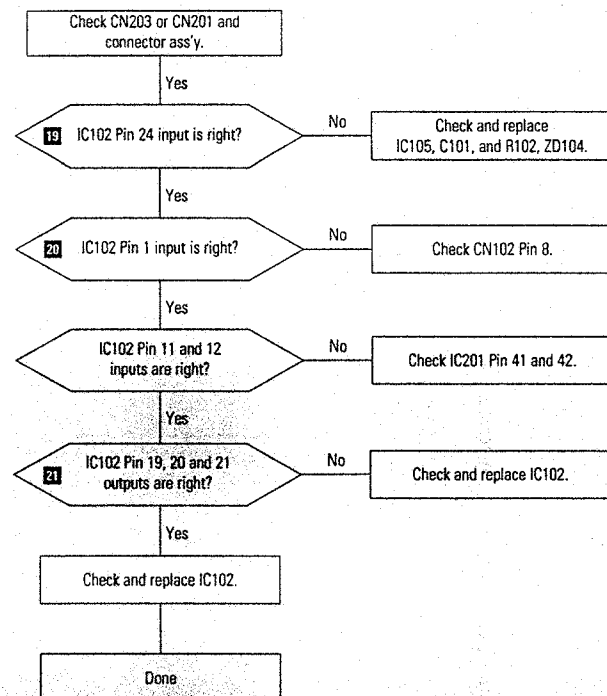 Check CN203 or CN201 and
connector ass'y.
Yes
19 IC102 Pin 24 input is right?
No
Check and replace
IC105, C101, and R102, ZD104.
Yes
20 IC102 Pin 1 input is right?
No
Check CN102 Pin 8.
Yes
IC102 Pin 11 and 12
inputs are right?
No
Check IC201 Pin 41 and 42.
Yes
21 IC102 Pin 19, 20 and 21
outputs are right?
No
Check and replace IC102.
Yes
Check and replace IC102.
Done